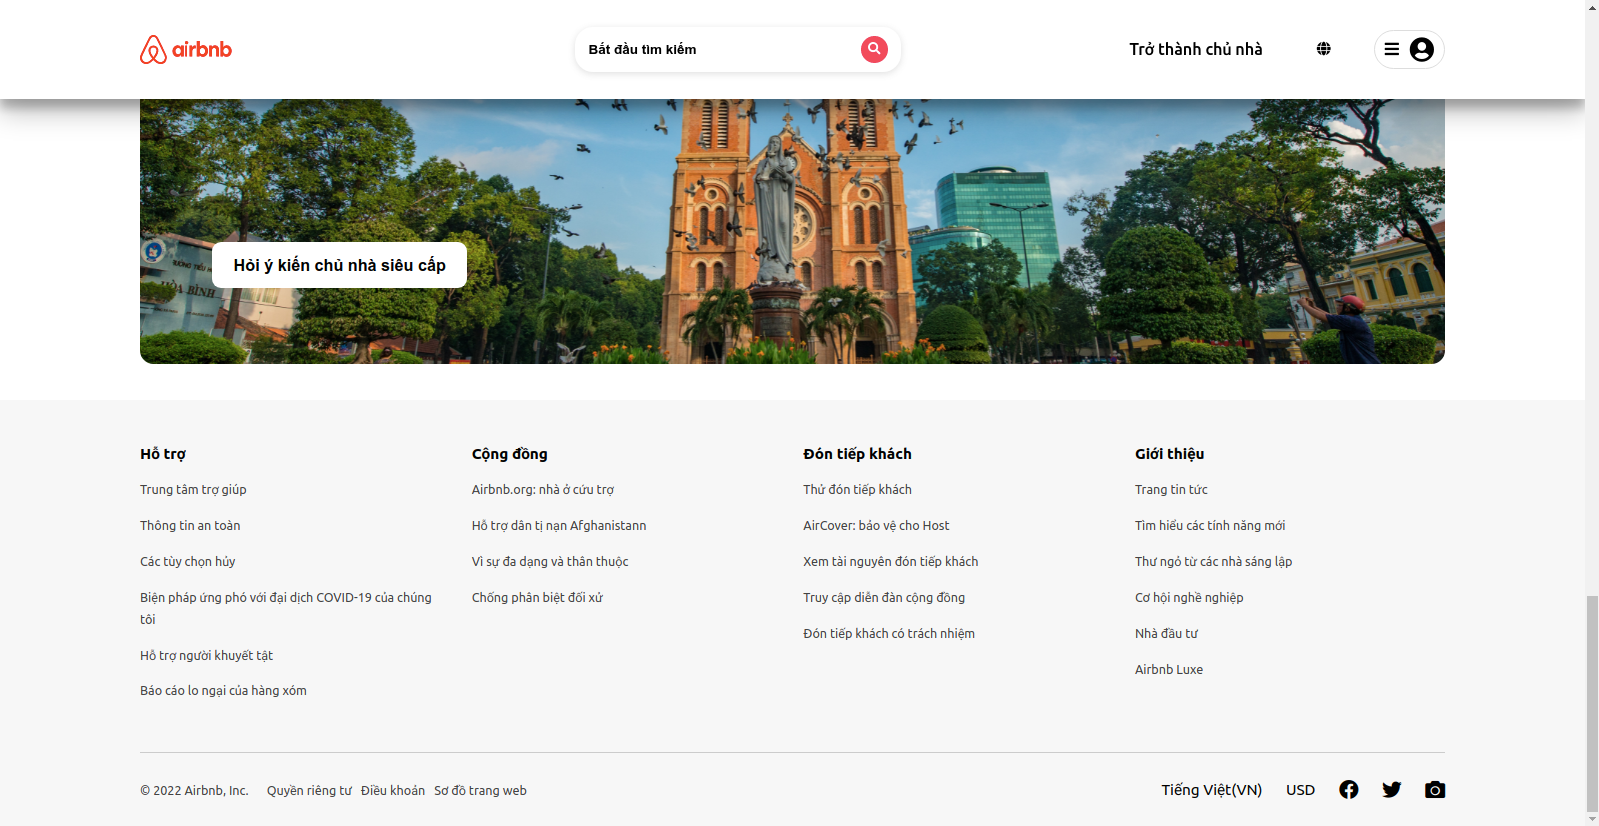 airbnb
Bắt đầu tìm kiếm
Trở thành chủ nhà
HÒA BÌNH
Hỏi ý kiến chủ nhà siêu cấp
Hỗ trợ
Trung tâm trợ giúp
Thông tin an toàn
Các tùy chọn hủy
Biện pháp ứng phó với đại dịch COVID-19 của chúng
tôi
Hỗ trợ người khuyết tật
Báo cáo lo ngại của hàng xóm
Cộng đồng
Airbnb.org: nhà ở cứu trợ
Hỗ trợ dân tị nạn Afghanistann
Vì sự đa dạng và thân thuộc
Chống phân biệt đối xử
Đón tiếp khách
Thử đón tiếp khách
AirCover: bảo vệ cho Host
Xem tài nguyên đón tiếp khách
Truy cập diễn đàn cộng đồng
Đón tiếp khách có trách nhiệm
Giới thiệu
Trang tin tức
Tìm hiểu các tính năng mới
Thư ngỏ từ các nhà sáng lập
Cơ hội nghề nghiệp
Nhà đầu tư
Airbnb Luxe
© 2022 Airbnb, Inc. Quyền riêng tư Điều khoản Sơ đồ trang web
Tiếng Việt(VN) USD